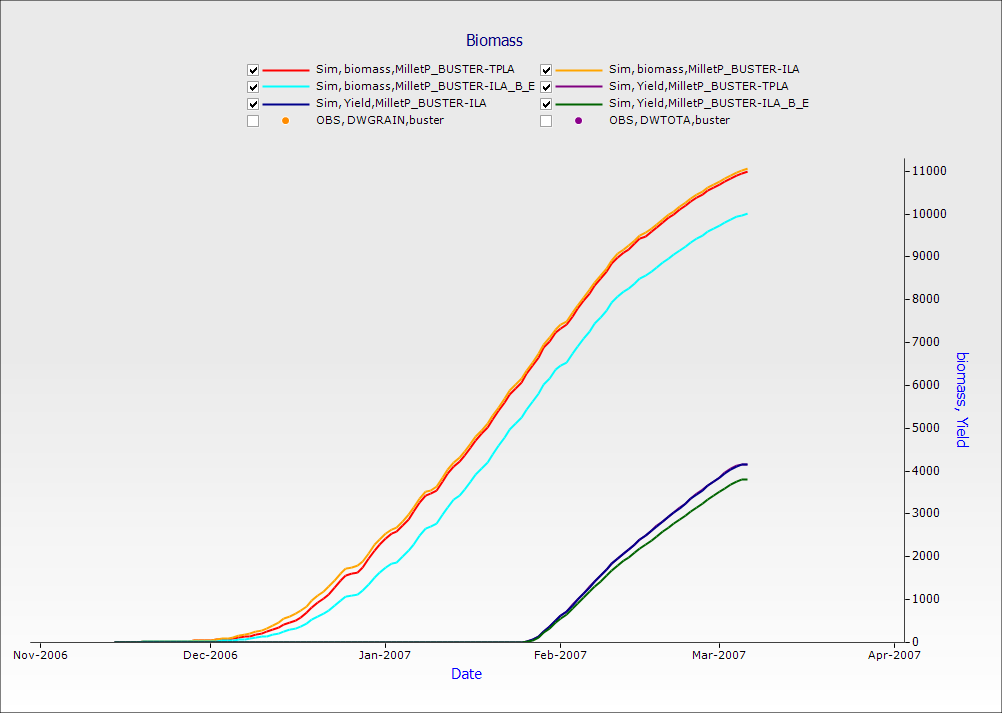 Biomass
Sim, biomass,MilletP_BUSTER-TPLA Sim, biomass,MilletP_BUSTER-ILA
Sim, biomass,MilletP_BUSTER-ILA_B_E Sim, Yield,MilletP_BUSTER-TPLA
Sim, Yield,MilletP_BUSTER-ILA Sim, Yield,MilletP_BUSTER-ILA_B_E
OBS, DWGRAIN,buster OBS, DWTOTA,buster
11000
10000
9000
8000
7000
6000
5000
4000
3000
2000
1000
0
biomass, Yield
Nov-2006 Dec-2006 Jan-2007 Feb-2007 Mar-2007 Apr-2007
Date